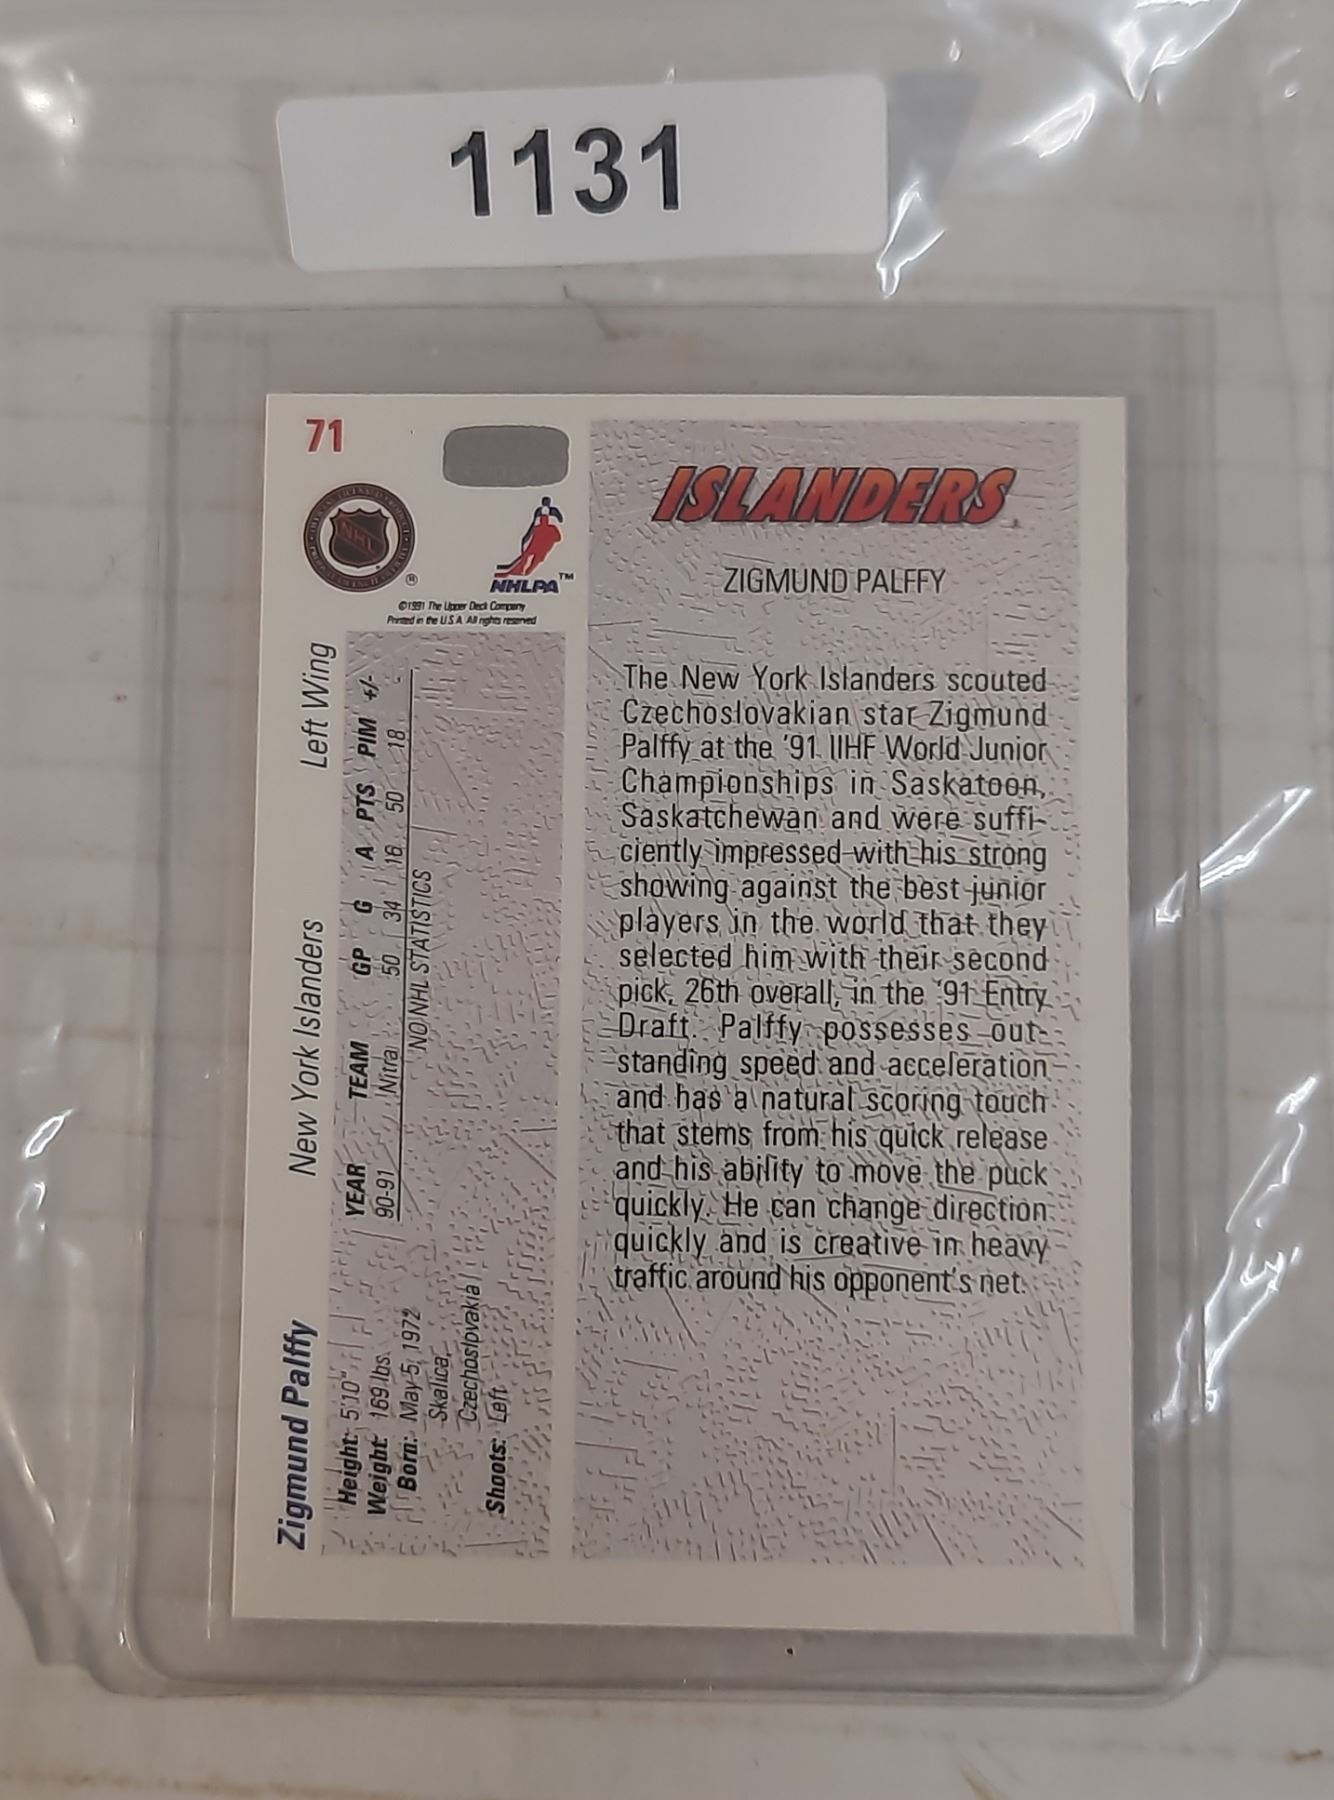 1131
71
NHL
NHLPA™
©1991 The Upper Deck Company
Printed in the U.S.A. All rights reserved
Zigmund Palffy New York Islanders Left Wing
Height: 5'10"
Weight: 169 lbs.
Born: May 5, 1972
Skalica,
Czechoslovakia
Shoots: Left
YEAR TEAM GP G A PTS PIM +/-
90-91 Nitra 50 34 16 50 18 -
NO NHL STATISTICS
ISLANDERS
ZIGMUND PALFFY
The New York Islanders scouted
Czechoslovakian star Zigmund
Palffy at the '91 IIHF World Junior
Championships in Saskatoon,
Saskatchewan and were suffi-
ciently impressed with his strong
showing against the best junior
players in the world that they
selected him with their second
pick, 26th overall, in the '91 Entry
Draft. Palffy possesses out-
standing speed and acceleration
and has a natural scoring touch
that stems from his quick release
and his ability to move the puck
quickly. He can change direction
quickly and is creative in heavy
traffic around his opponent's net.